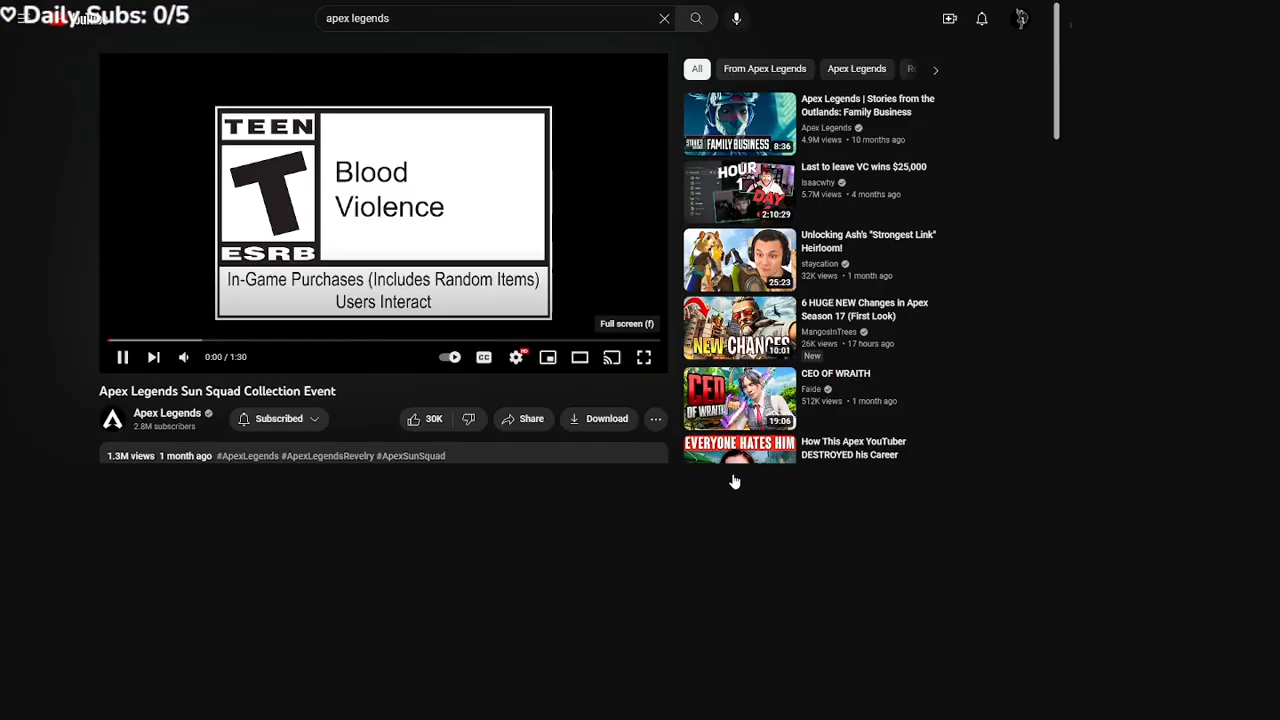 Daily Subs: 0/5
apex legends
All
From Apex Legends
Apex Legends
TEEN
T
ESRB
Blood
Violence
In-Game Purchases (Includes Random Items)
Users Interact
Full screen (f)
0:00 / 1:30
CC
HD
Apex Legends Sun Squad Collection Event
Apex Legends
2.8M subscribers
Subscribed
30K
Share
Download
1.3M views 1 month ago #ApexLegends #ApexLegendsRevelry #ApexSunSquad
FAMILY BUSINESS
8:36
Apex Legends | Stories from the
Outlands: Family Business
Apex Legends
4.9M views • 10 months ago
HOUR
1
DAY
2:10:29
Last to leave VC wins $25,000
Isaacwhy
5.7M views • 4 months ago
25:23
Unlocking Ash's "Strongest Link"
Heirloom!
staycation
32K views • 1 month ago
NEW CHANGES
10:01
6 HUGE NEW Changes in Apex
Season 17 (First Look)
MangosInTrees
26K views • 17 hours ago
New
CEO
OF WRAITH
19:06
CEO OF WRAITH
Faide
512K views • 1 month ago
EVERYONE HATES HIM
How This Apex YouTuber
DESTROYED his Career